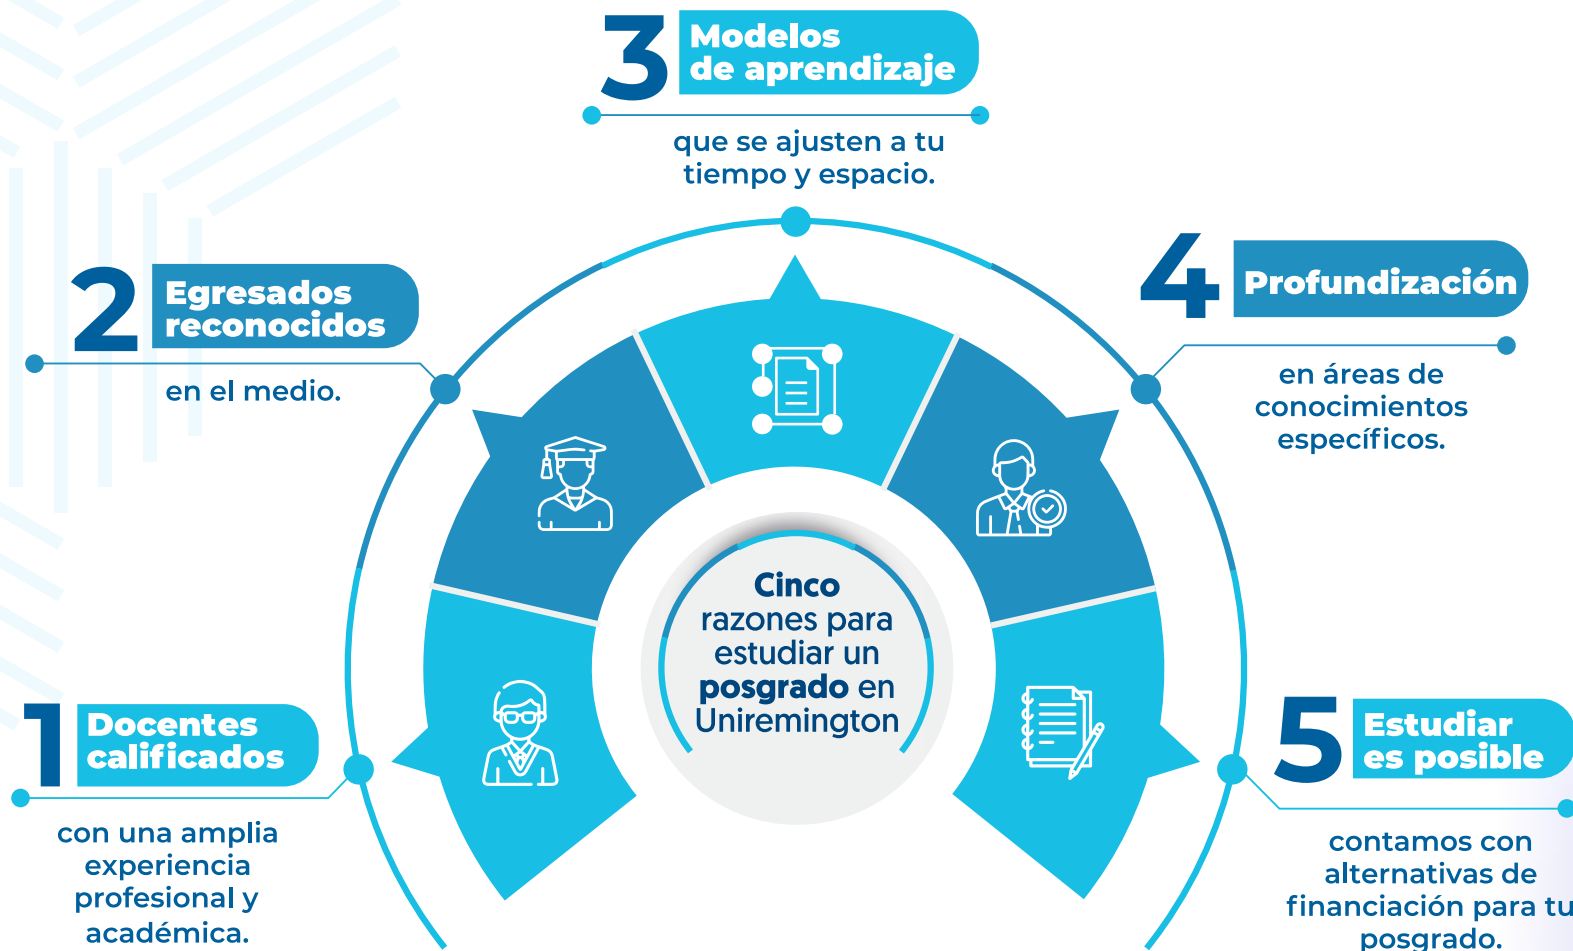 Cinco
razones para
estudiar un
posgrado en
Uniremington
1
Docentes
calificados
con una amplia
experiencia
profesional y
académica.
2
Egresados
reconocidos
en el medio.
3
Modelos
de aprendizaje
que se ajusten a tu
tiempo y espacio.
4
Profundización
en áreas de
conocimientos
específicos.
5
Estudiar
es posible
contamos con
alternativas de
financiación para tu
posgrado.